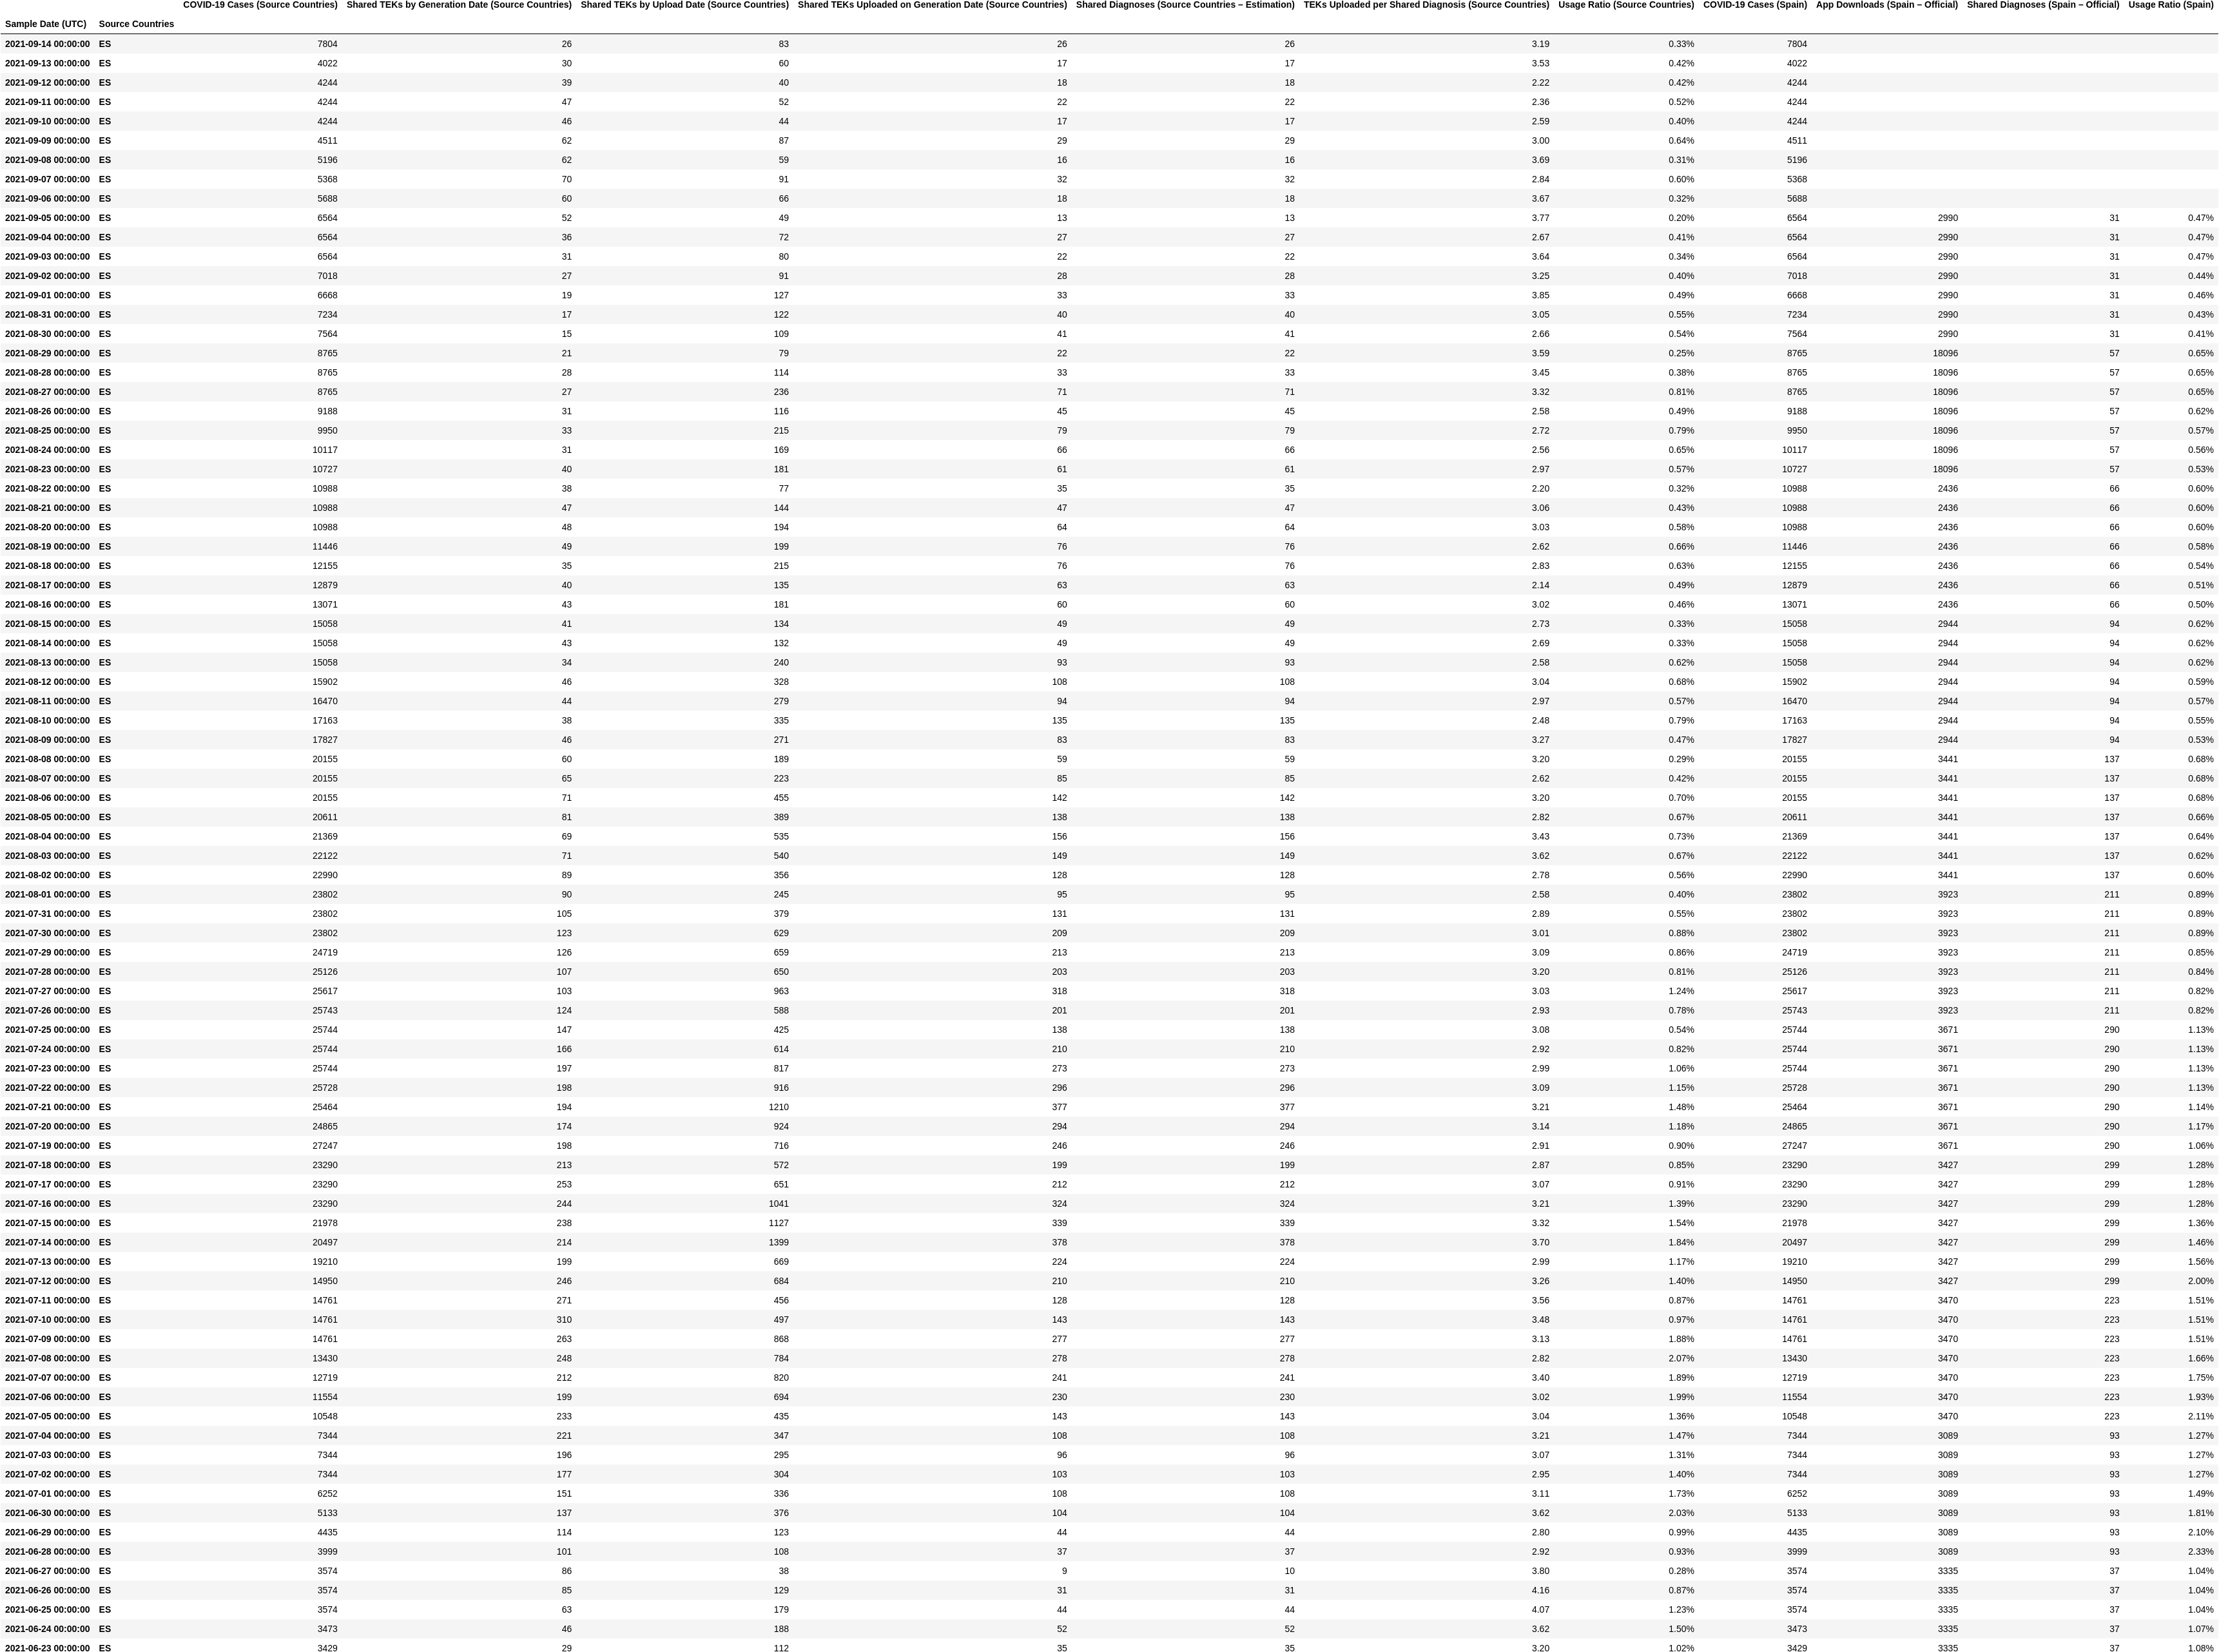 COVID-19 Cases (Source Countries) Shared TEKs by Generation Date (Source Countries) Shared TEKs by Upload Date (Source Countries) Shared TEKs Uploaded on Generation Date (Source Countries) Shared Diagnoses (Source Countries – Estimation) TEKs Uploaded per Shared Diagnosis (Source Countries) Usage Ratio (Source Countries) COVID-19 Cases (Spain) App Downloads (Spain – Official) Shared Diagnoses (Spain – Official) Usage Ratio (Spain)
Sample Date (UTC) Source Countries
2021-09-14 00:00:00 ES 7804 26 83 26 26 3.19 0.33% 7804
2021-09-13 00:00:00 ES 4022 30 60 17 17 3.53 0.42% 4022
2021-09-12 00:00:00 ES 4244 39 40 18 18 2.22 0.42% 4244
2021-09-11 00:00:00 ES 4244 47 52 22 22 2.36 0.52% 4244
2021-09-10 00:00:00 ES 4244 46 44 17 17 2.59 0.40% 4244
2021-09-09 00:00:00 ES 4511 62 87 29 29 3.00 0.64% 4511
2021-09-08 00:00:00 ES 5196 62 59 16 16 3.69 0.31% 5196
2021-09-07 00:00:00 ES 5368 70 91 32 32 2.84 0.60% 5368
2021-09-06 00:00:00 ES 5688 60 66 18 18 3.67 0.32% 5688
2021-09-05 00:00:00 ES 6564 52 49 13 13 3.77 0.20% 6564 2990 31 0.47%
2021-09-04 00:00:00 ES 6564 36 72 27 27 2.67 0.41% 6564 2990 31 0.47%
2021-09-03 00:00:00 ES 6564 31 80 22 22 3.64 0.34% 6564 2990 31 0.47%
2021-09-02 00:00:00 ES 7018 27 91 28 28 3.25 0.40% 7018 2990 31 0.44%
2021-09-01 00:00:00 ES 6668 19 127 33 33 3.85 0.49% 6668 2990 31 0.46%
2021-08-31 00:00:00 ES 7234 17 122 40 40 3.05 0.55% 7234 2990 31 0.43%
2021-08-30 00:00:00 ES 7564 15 109 41 41 2.66 0.54% 7564 2990 31 0.41%
2021-08-29 00:00:00 ES 8765 21 79 22 22 3.59 0.25% 8765 18096 57 0.65%
2021-08-28 00:00:00 ES 8765 28 114 33 33 3.45 0.38% 8765 18096 57 0.65%
2021-08-27 00:00:00 ES 8765 27 236 71 71 3.32 0.81% 8765 18096 57 0.65%
2021-08-26 00:00:00 ES 9188 31 116 45 45 2.58 0.49% 9188 18096 57 0.62%
2021-08-25 00:00:00 ES 9950 33 215 79 79 2.72 0.79% 9950 18096 57 0.57%
2021-08-24 00:00:00 ES 10117 31 169 66 66 2.56 0.65% 10117 18096 57 0.56%
2021-08-23 00:00:00 ES 10727 40 181 61 61 2.97 0.57% 10727 18096 57 0.53%
2021-08-22 00:00:00 ES 10988 38 77 35 35 2.20 0.32% 10988 2436 66 0.60%
2021-08-21 00:00:00 ES 10988 47 144 47 47 3.06 0.43% 10988 2436 66 0.60%
2021-08-20 00:00:00 ES 10988 48 194 64 64 3.03 0.58% 10988 2436 66 0.60%
2021-08-19 00:00:00 ES 11446 49 199 76 76 2.62 0.66% 11446 2436 66 0.58%
2021-08-18 00:00:00 ES 12155 35 215 76 76 2.83 0.63% 12155 2436 66 0.54%
2021-08-17 00:00:00 ES 12879 40 135 63 63 2.14 0.49% 12879 2436 66 0.51%
2021-08-16 00:00:00 ES 13071 43 181 60 60 3.02 0.46% 13071 2436 66 0.50%
2021-08-15 00:00:00 ES 15058 41 134 49 49 2.73 0.33% 15058 2944 94 0.62%
2021-08-14 00:00:00 ES 15058 43 132 49 49 2.69 0.33% 15058 2944 94 0.62%
2021-08-13 00:00:00 ES 15058 34 240 93 93 2.58 0.62% 15058 2944 94 0.62%
2021-08-12 00:00:00 ES 15902 46 328 108 108 3.04 0.68% 15902 2944 94 0.59%
2021-08-11 00:00:00 ES 16470 44 279 94 94 2.97 0.57% 16470 2944 94 0.57%
2021-08-10 00:00:00 ES 17163 38 335 135 135 2.48 0.79% 17163 2944 94 0.55%
2021-08-09 00:00:00 ES 17827 46 271 83 83 3.27 0.47% 17827 2944 94 0.53%
2021-08-08 00:00:00 ES 20155 60 189 59 59 3.20 0.29% 20155 3441 137 0.68%
2021-08-07 00:00:00 ES 20155 65 223 85 85 2.62 0.42% 20155 3441 137 0.68%
2021-08-06 00:00:00 ES 20155 71 455 142 142 3.20 0.70% 20155 3441 137 0.68%
2021-08-05 00:00:00 ES 20611 81 389 138 138 2.82 0.67% 20611 3441 137 0.66%
2021-08-04 00:00:00 ES 21369 69 535 156 156 3.43 0.73% 21369 3441 137 0.64%
2021-08-03 00:00:00 ES 22122 71 540 149 149 3.62 0.67% 22122 3441 137 0.62%
2021-08-02 00:00:00 ES 22990 89 356 128 128 2.78 0.56% 22990 3441 137 0.60%
2021-08-01 00:00:00 ES 23802 90 245 95 95 2.58 0.40% 23802 3923 211 0.89%
2021-07-31 00:00:00 ES 23802 105 379 131 131 2.89 0.55% 23802 3923 211 0.89%
2021-07-30 00:00:00 ES 23802 123 629 209 209 3.01 0.88% 23802 3923 211 0.89%
2021-07-29 00:00:00 ES 24719 126 659 213 213 3.09 0.86% 24719 3923 211 0.85%
2021-07-28 00:00:00 ES 25126 107 650 203 203 3.20 0.81% 25126 3923 211 0.84%
2021-07-27 00:00:00 ES 25617 103 963 318 318 3.03 1.24% 25617 3923 211 0.82%
2021-07-26 00:00:00 ES 25743 124 588 201 201 2.93 0.78% 25743 3923 211 0.82%
2021-07-25 00:00:00 ES 25744 147 425 138 138 3.08 0.54% 25744 3671 290 1.13%
2021-07-24 00:00:00 ES 25744 166 614 210 210 2.92 0.82% 25744 3671 290 1.13%
2021-07-23 00:00:00 ES 25744 197 817 273 273 2.99 1.06% 25744 3671 290 1.13%
2021-07-22 00:00:00 ES 25728 198 916 296 296 3.09 1.15% 25728 3671 290 1.13%
2021-07-21 00:00:00 ES 25464 194 1210 377 377 3.21 1.48% 25464 3671 290 1.14%
2021-07-20 00:00:00 ES 24865 174 924 294 294 3.14 1.18% 24865 3671 290 1.17%
2021-07-19 00:00:00 ES 27247 198 716 246 246 2.91 0.90% 27247 3671 290 1.06%
2021-07-18 00:00:00 ES 23290 213 572 199 199 2.87 0.85% 23290 3427 299 1.28%
2021-07-17 00:00:00 ES 23290 253 651 212 212 3.07 0.91% 23290 3427 299 1.28%
2021-07-16 00:00:00 ES 23290 244 1041 324 324 3.21 1.39% 23290 3427 299 1.28%
2021-07-15 00:00:00 ES 21978 238 1127 339 339 3.32 1.54% 21978 3427 299 1.36%
2021-07-14 00:00:00 ES 20497 214 1399 378 378 3.70 1.84% 20497 3427 299 1.46%
2021-07-13 00:00:00 ES 19210 199 669 224 224 2.99 1.17% 19210 3427 299 1.56%
2021-07-12 00:00:00 ES 14950 246 684 210 210 3.26 1.40% 14950 3427 299 2.00%
2021-07-11 00:00:00 ES 14761 271 456 128 128 3.56 0.87% 14761 3470 223 1.51%
2021-07-10 00:00:00 ES 14761 310 497 143 143 3.48 0.97% 14761 3470 223 1.51%
2021-07-09 00:00:00 ES 14761 263 868 277 277 3.13 1.88% 14761 3470 223 1.51%
2021-07-08 00:00:00 ES 13430 248 784 278 278 2.82 2.07% 13430 3470 223 1.66%
2021-07-07 00:00:00 ES 12719 212 820 241 241 3.40 1.89% 12719 3470 223 1.75%
2021-07-06 00:00:00 ES 11554 199 694 230 230 3.02 1.99% 11554 3470 223 1.93%
2021-07-05 00:00:00 ES 10548 233 435 143 143 3.04 1.36% 10548 3470 223 2.11%
2021-07-04 00:00:00 ES 7344 221 347 108 108 3.21 1.47% 7344 3089 93 1.27%
2021-07-03 00:00:00 ES 7344 196 295 96 96 3.07 1.31% 7344 3089 93 1.27%
2021-07-02 00:00:00 ES 7344 177 304 103 103 2.95 1.40% 7344 3089 93 1.27%
2021-07-01 00:00:00 ES 6252 151 336 108 108 3.11 1.73% 6252 3089 93 1.49%
2021-06-30 00:00:00 ES 5133 137 376 104 104 3.62 2.03% 5133 3089 93 1.81%
2021-06-29 00:00:00 ES 4435 114 123 44 44 2.80 0.99% 4435 3089 93 2.10%
2021-06-28 00:00:00 ES 3999 101 108 37 37 2.92 0.93% 3999 3089 93 2.33%
2021-06-27 00:00:00 ES 3574 86 38 9 10 3.80 0.28% 3574 3335 37 1.04%
2021-06-26 00:00:00 ES 3574 85 129 31 31 4.16 0.87% 3574 3335 37 1.04%
2021-06-25 00:00:00 ES 3574 63 179 44 44 4.07 1.23% 3574 3335 37 1.04%
2021-06-24 00:00:00 ES 3473 46 188 52 52 3.62 1.50% 3473 3335 37 1.07%
2021-06-23 00:00:00 ES 3429 29 112 35 35 3.20 1.02% 3429 3335 37 1.08%